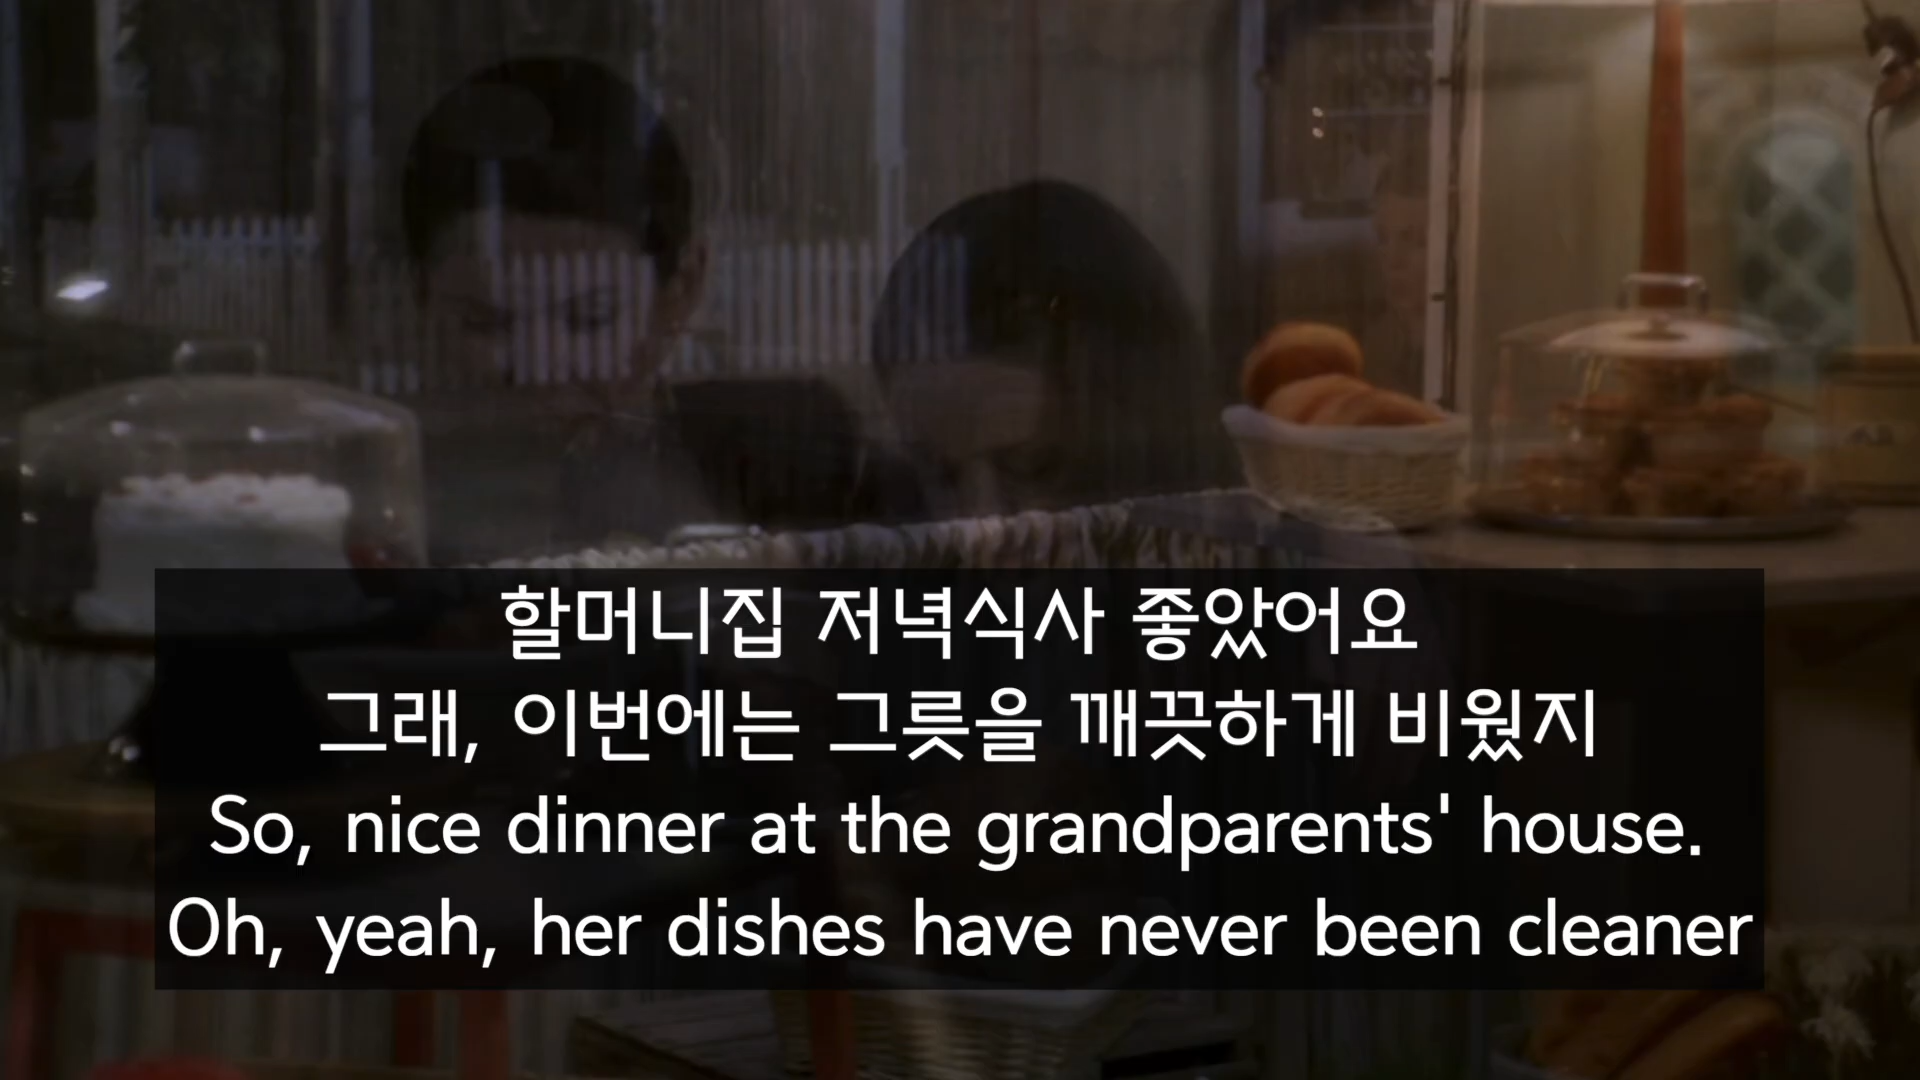 할머니집 저녁식사 좋았어요
그래, 이번에는 그릇을 깨끗하게 비웠지
So, nice dinner at the grandparents' house.
Oh, yeah, her dishes have never been cleaner